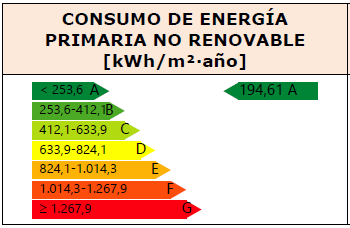 CONSUMO DE ENERGÍA
PRIMARIA NO RENOVABLE
[kWh/m²·año]
< 253,6 A 194,61 A
253,6-412,1 B
412,1-633,9 C
633,9-824,1 D
824,1-1.014,3 E
1.014,3-1.267,9 F
≥ 1.267,9 G